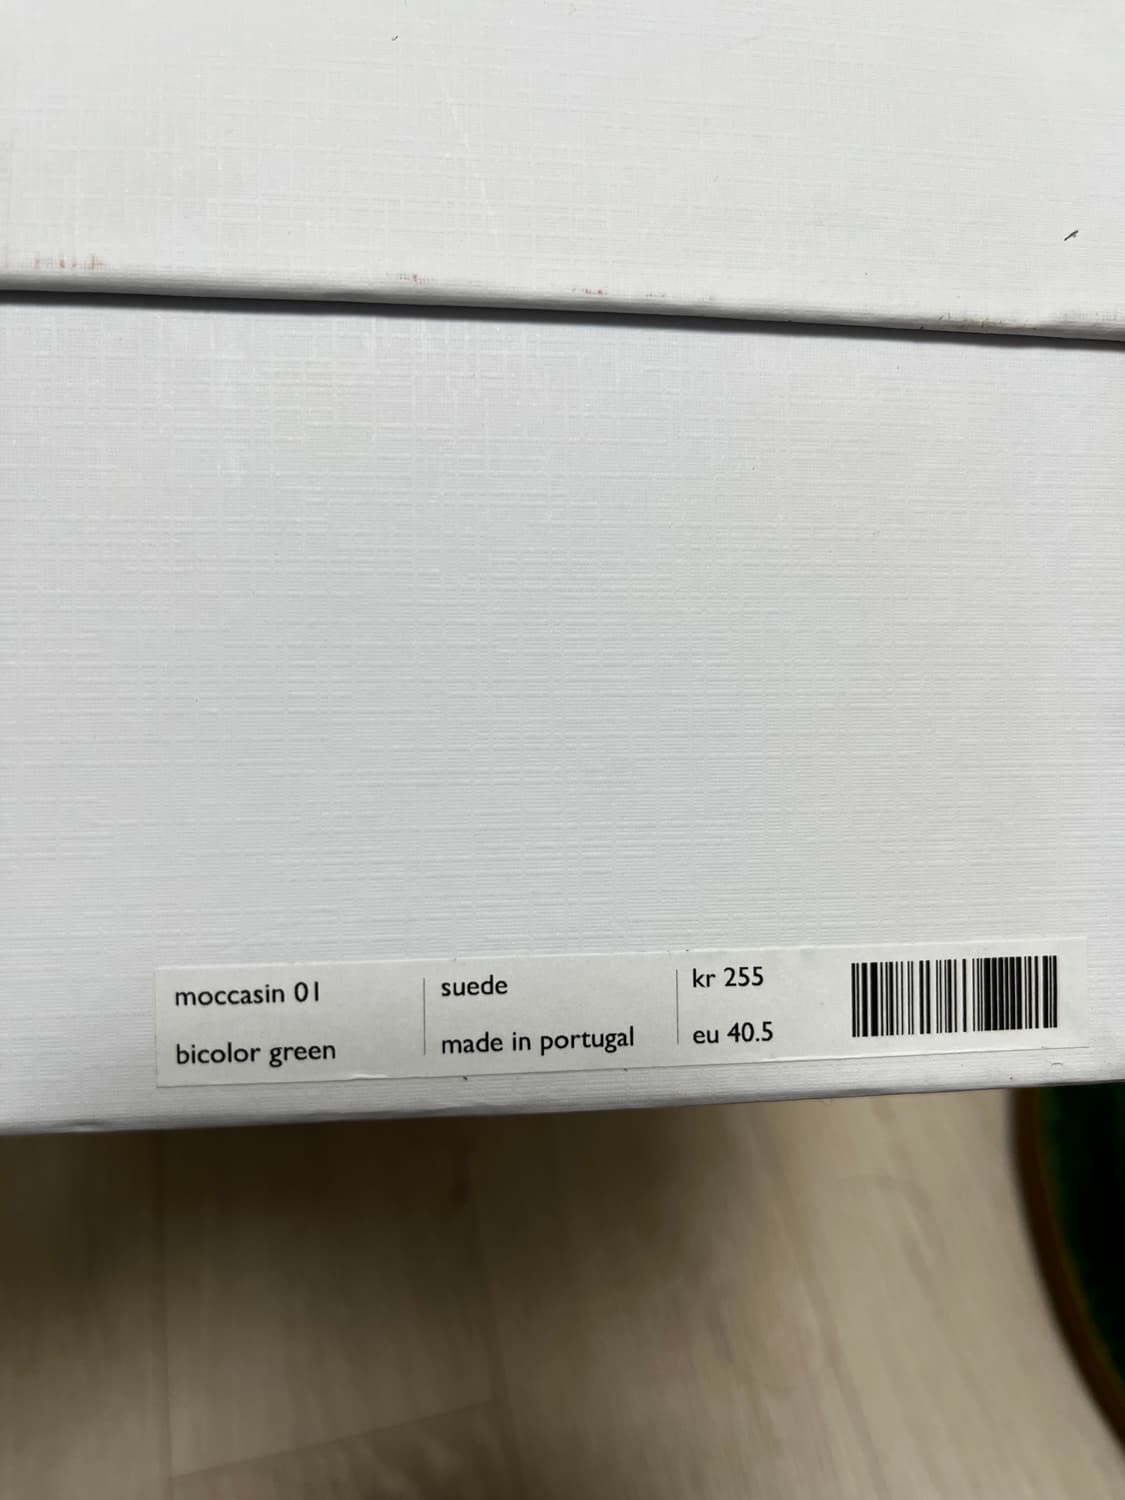 moccasin 01
bicolor green
suede
made in portugal
kr 255
eu 40.5